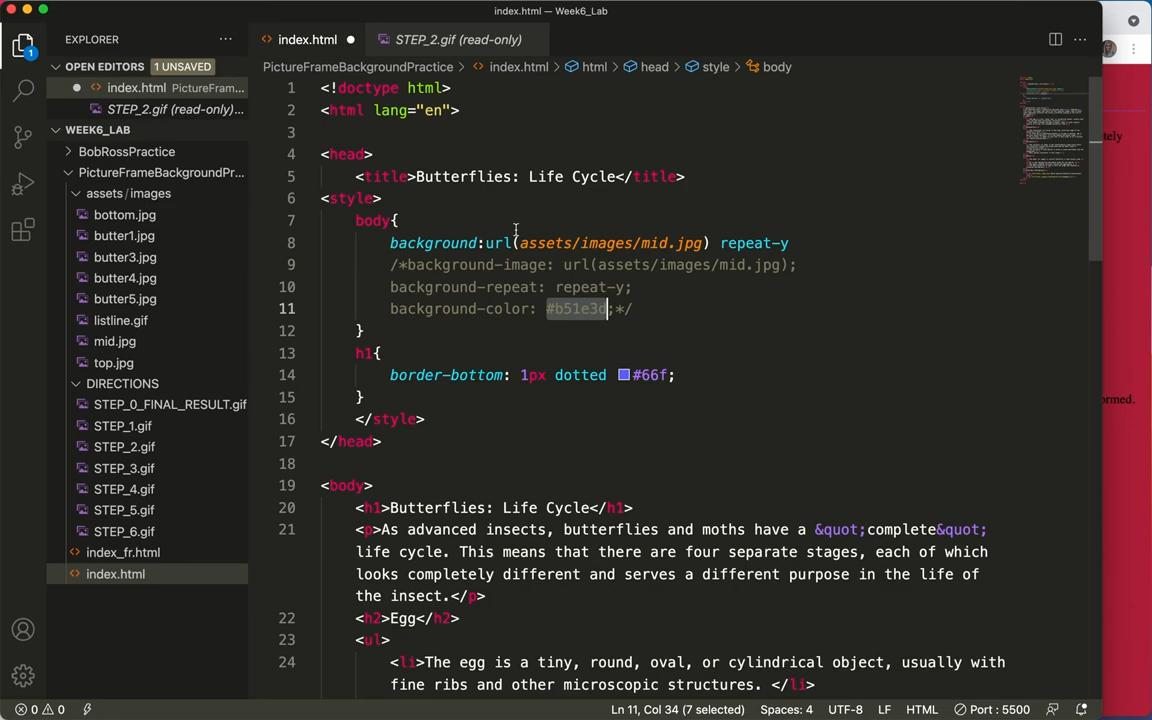 index.html — Week6_Lab
EXPLORER
index.html
STEP_2.gif (read-only)
OPEN EDITORS 1 UNSAVED
PictureFrameBackgroundPractice > index.html > html > head > style > body
index.html PictureFram...
STEP_2.gif (read-only)...
WEEK6_LAB
BobRossPractice
PictureFrameBackgroundPr...
assets/images
bottom.jpg
butter1.jpg
butter3.jpg
butter4.jpg
butter5.jpg
listline.gif
mid.jpg
top.jpg
DIRECTIONS
STEP_0_FINAL_RESULT.gif
STEP_1.gif
STEP_2.gif
STEP_3.gif
STEP_4.gif
STEP_5.gif
STEP_6.gif
index_fr.html
index.html
1
1 <!doctype html>
2 <html lang="en">
3
4 <head>
5 <title>Butterflies: Life Cycle</title>
6 <style>
7 body{
8 background:url(assets/images/mid.jpg) repeat-y
9 /*background-image: url(assets/images/mid.jpg);
10 background-repeat: repeat-y;
11 background-color: #b51e3d;*/
12 }
13 h1{
14 border-bottom: 1px dotted #66f;
15 }
16 </style>
17 </head>
18
19 <body>
20 <h1>Butterflies: Life Cycle</h1>
21 <p>As advanced insects, butterflies and moths have a &quot;complete&quot;
life cycle. This means that there are four separate stages, each of which
looks completely different and serves a different purpose in the life of
the insect.</p>
22 <h2>Egg</h2>
23 <ul>
24 <li>The egg is a tiny, round, oval, or cylindrical object, usually with
fine ribs and other microscopic structures. </li>
tely
ormed.
0 0
Ln 11, Col 34 (7 selected) Spaces: 4 UTF-8 LF HTML Port : 5500